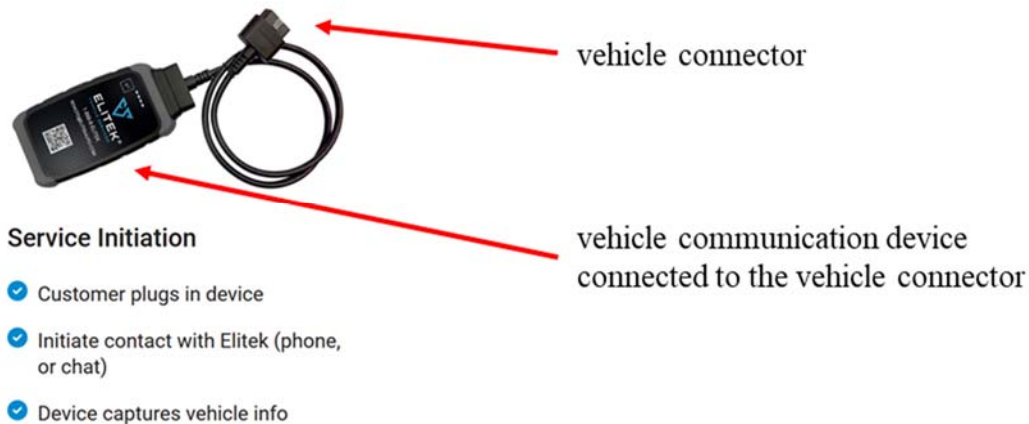 ELITEK®
vehicle connector
vehicle communication device
connected to the vehicle connector
Service Initiation
Customer plugs in device
Initiate contact with Elitek (phone,
or chat)
Device captures vehicle info